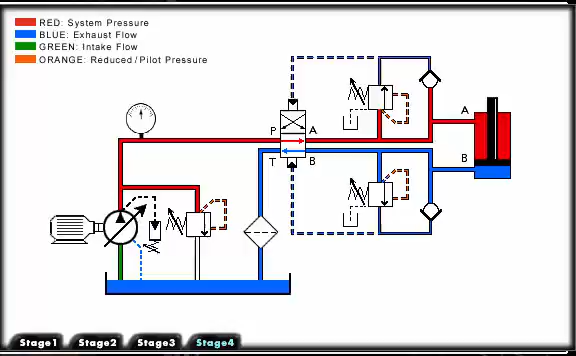 RED: System Pressure
BLUE: Exhaust Flow
GREEN: Intake Flow
ORANGE: Reduced/Pilot Pressure
P A
T B
A
B
Stage1 Stage2 Stage3 Stage4